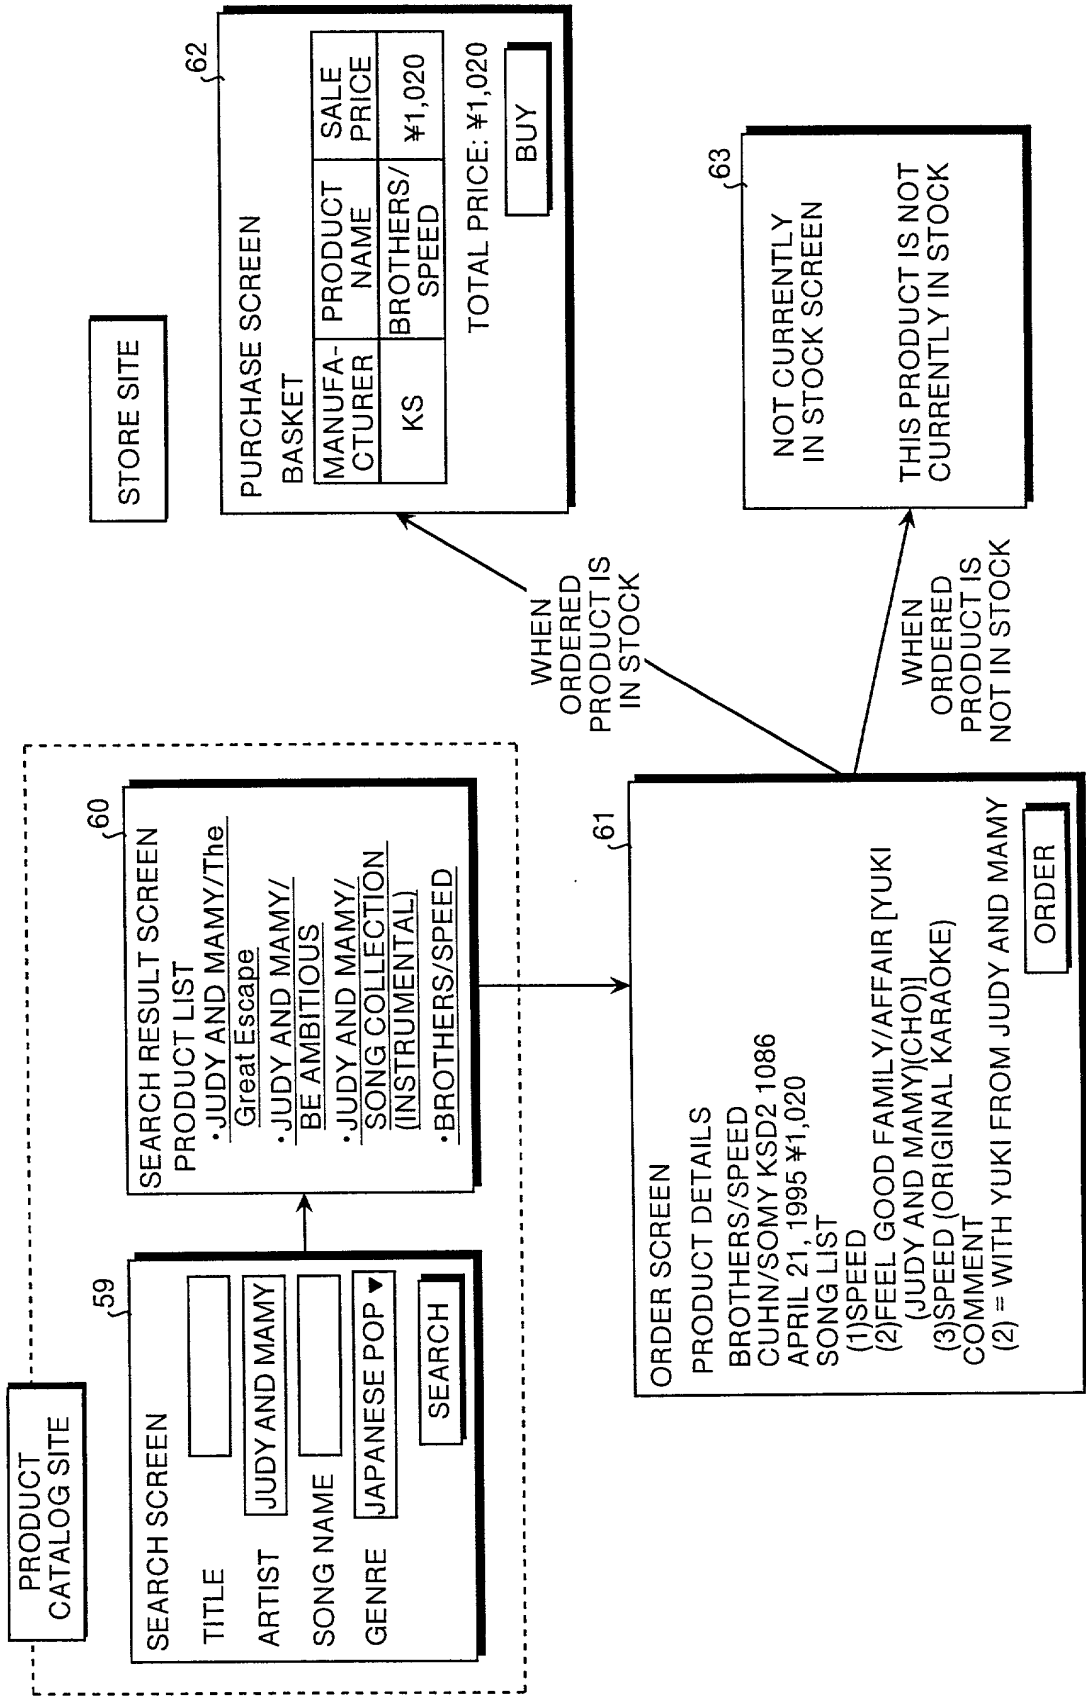 PRODUCT
CATALOG SITE
59
SEARCH SCREEN
TITLE
ARTIST
JUDY AND MAMY
SONG NAME
GENRE
JAPANESE POP ▼
SEARCH
60
SEARCH RESULT SCREEN
PRODUCT LIST
・JUDY AND MAMY/The
Great Escape
・JUDY AND MAMY/
BE AMBITIOUS
・JUDY AND MAMY/
SONG COLLECTION
(INSTRUMENTAL)
・BROTHERS/SPEED
61
ORDER SCREEN
PRODUCT DETAILS
BROTHERS/SPEED
CUHN/SOMY KSD2 1086
APRIL 21, 1995 ¥1,020
SONG LIST
(1)SPEED
(2)FEEL GOOD FAMILY/AFFAIR [YUKI
(JUDY AND MAMY)(CHO)]
(3)SPEED (ORIGINAL KARAOKE)
COMMENT
(2) = WITH YUKI FROM JUDY AND MAMY
ORDER
WHEN
ORDERED
PRODUCT IS
IN STOCK
WHEN
ORDERED
PRODUCT IS
NOT IN STOCK
STORE SITE
62
PURCHASE SCREEN
BASKET
MANUFA-
CTURER
PRODUCT
NAME
SALE
PRICE
KS
BROTHERS/
SPEED
¥1,020
TOTAL PRICE: ¥1,020
BUY
63
NOT CURRENTLY
IN STOCK SCREEN
THIS PRODUCT IS NOT
CURRENTLY IN STOCK